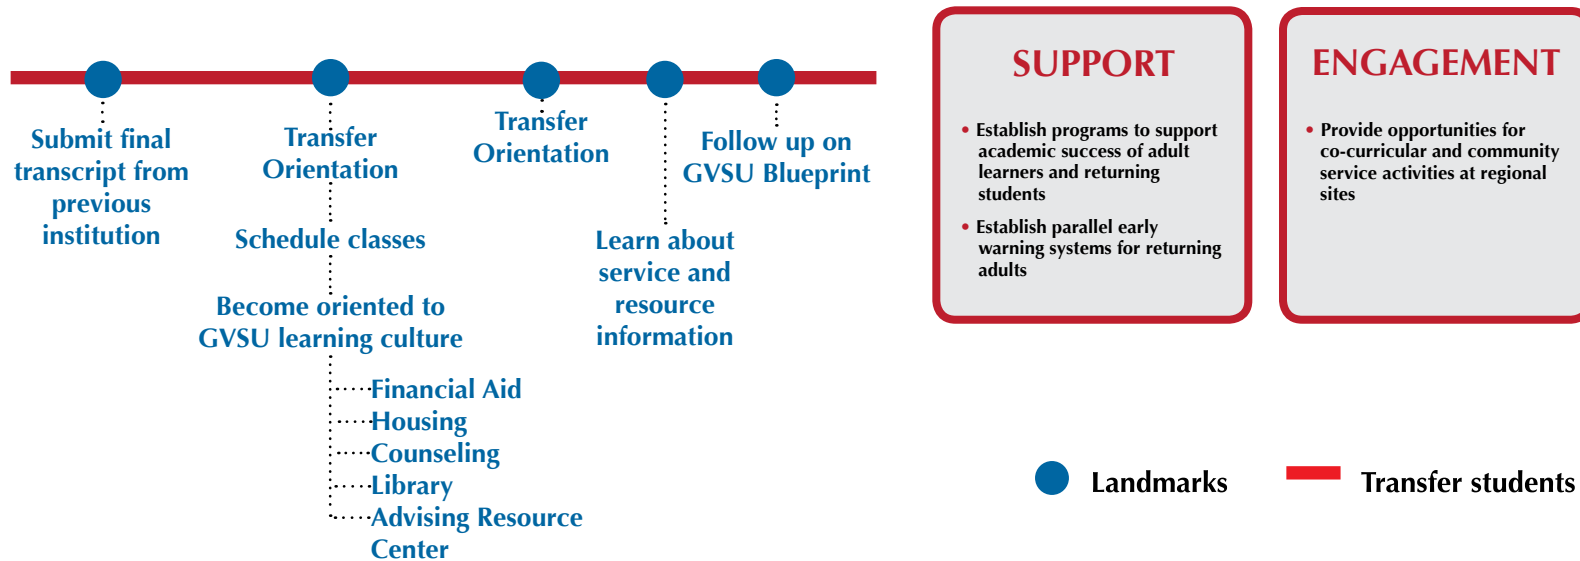 Submit final
transcript from
previous
institution
Transfer
Orientation
Schedule classes
Become oriented to
GVSU learning culture
Financial Aid
Housing
Counseling
Library
Advising Resource
Center
Transfer
Orientation
Learn about
service and
resource
information
Follow up on
GVSU Blueprint
SUPPORT
• Establish programs to support
academic success of adult
learners and returning
students
• Establish parallel early
warning systems for returning
adults
ENGAGEMENT
• Provide opportunities for
co-curricular and community
service activities at regional
sites
Landmarks
Transfer students